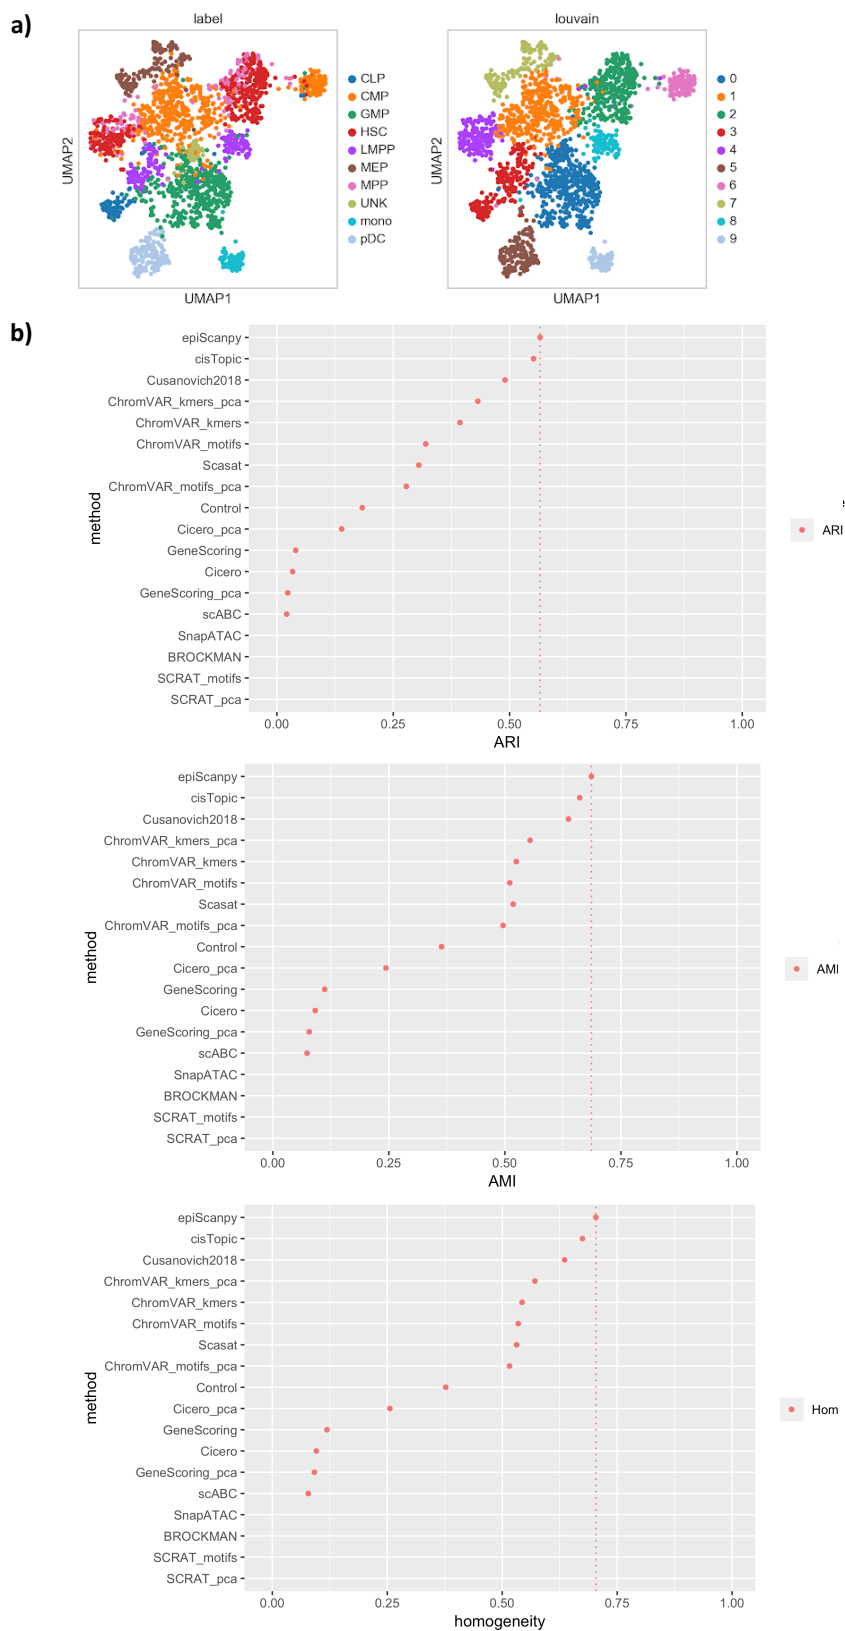 a)
label
louvain
UMAP2
UMAP1
CLP
CMP
GMP
HSC
LMPP
MEP
MPP
UNK
mono
pDC
UMAP2
UMAP1
0
1
2
3
4
5
6
7
8
9
b)
method
epiScanpy
cisTopic
Cusanovich2018
ChromVAR_kmers_pca
ChromVAR_kmers
ChromVAR_motifs
Scasat
ChromVAR_motifs_pca
Control
Cicero_pca
GeneScoring
Cicero
GeneScoring_pca
scABC
SnapATAC
BROCKMAN
SCRAT_motifs
SCRAT_pca
0.00 0.25 0.50 0.75 1.00
ARI
ARI
method
epiScanpy
cisTopic
Cusanovich2018
ChromVAR_kmers_pca
ChromVAR_kmers
ChromVAR_motifs
Scasat
ChromVAR_motifs_pca
Control
Cicero_pca
GeneScoring
Cicero
GeneScoring_pca
scABC
SnapATAC
BROCKMAN
SCRAT_motifs
SCRAT_pca
0.00 0.25 0.50 0.75 1.00
AMI
AMI
method
epiScanpy
cisTopic
Cusanovich2018
ChromVAR_kmers_pca
ChromVAR_kmers
ChromVAR_motifs
Scasat
ChromVAR_motifs_pca
Control
Cicero_pca
GeneScoring
Cicero
GeneScoring_pca
scABC
SnapATAC
BROCKMAN
SCRAT_motifs
SCRAT_pca
0.00 0.25 0.50 0.75 1.00
homogeneity
Hom